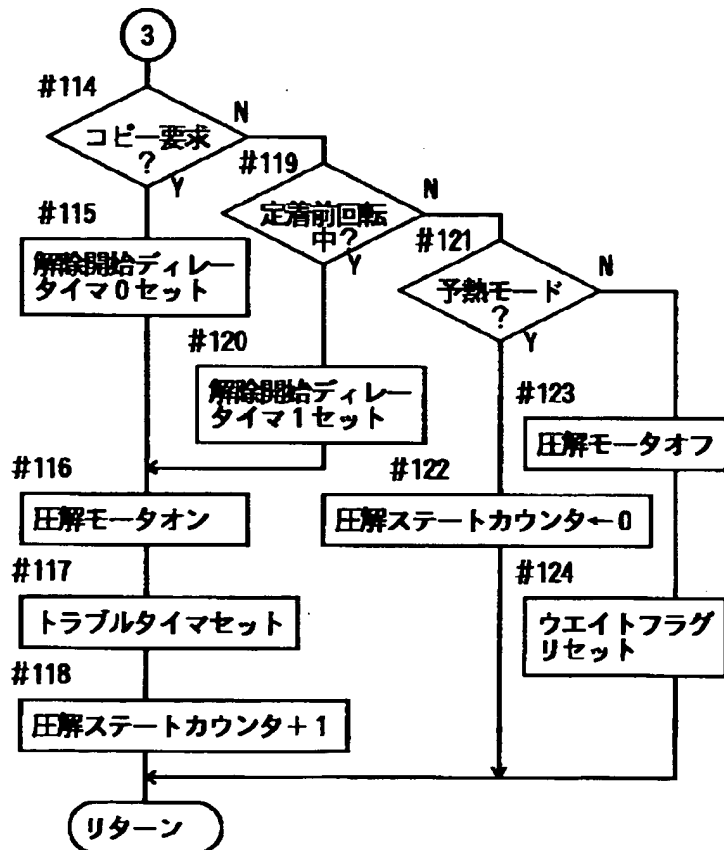 3
#114
コピー要求
?
N
Y
#115
解除開始ディレー
タイマ0セット
#119
定着前回転
中?
N
Y
#120
解除開始ディレー
タイマ1セット
#121
予熱モード
?
N
Y
#116
圧解モータオン
#117
トラブルタイマセット
#118
圧解ステートカウンタ+1
#122
圧解ステートカウンタ←0
#123
圧解モータオフ
#124
ウエイトフラグ
リセット
リターン